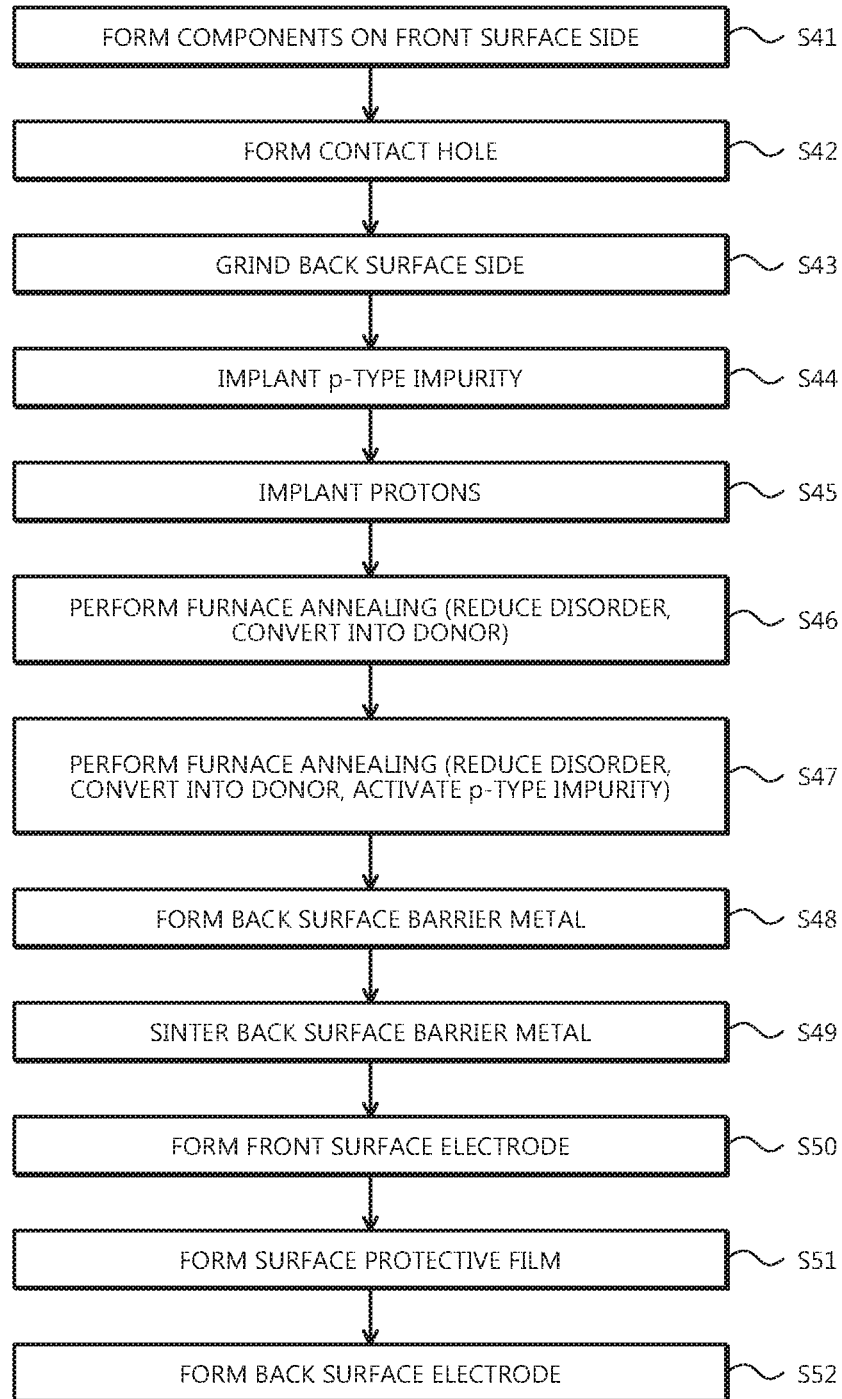 FORM COMPONENTS ON FRONT SURFACE SIDE
S41
FORM CONTACT HOLE
S42
GRIND BACK SURFACE SIDE
S43
IMPLANT p-TYPE IMPURITY
S44
IMPLANT PROTONS
S45
PERFORM FURNACE ANNEALING (REDUCE DISORDER,
CONVERT INTO DONOR)
S46
PERFORM FURNACE ANNEALING (REDUCE DISORDER,
CONVERT INTO DONOR, ACTIVATE p-TYPE IMPURITY)
S47
FORM BACK SURFACE BARRIER METAL
S48
SINTER BACK SURFACE BARRIER METAL
S49
FORM FRONT SURFACE ELECTRODE
S50
FORM SURFACE PROTECTIVE FILM
S51
FORM BACK SURFACE ELECTRODE
S52